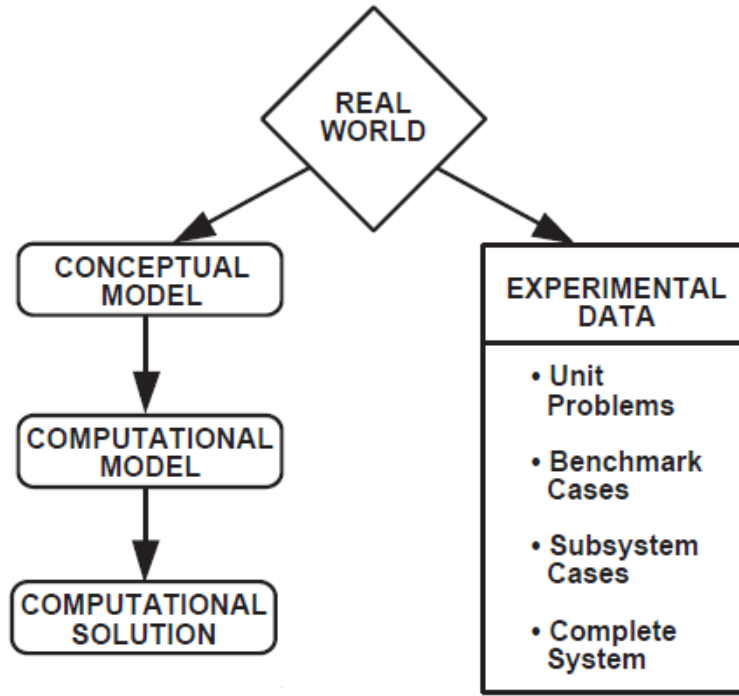 REAL
WORLD
CONCEPTUAL
MODEL
COMPUTATIONAL
MODEL
COMPUTATIONAL
SOLUTION
EXPERIMENTAL
DATA
• Unit
Problems
• Benchmark
Cases
• Subsystem
Cases
• Complete
System